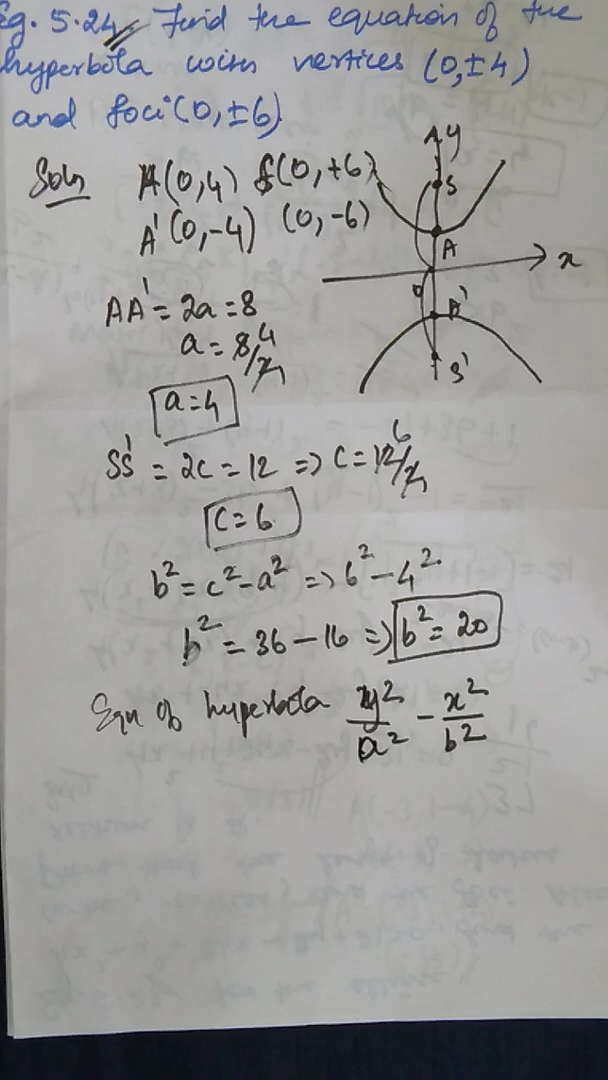 Eg. 5.24 Find the equation of the
hyperbola with vertices (0,±4)
and foci (0,±6)
Soln A(0,4) S(0,+6)
A'(0,-4) (0,-6)
y
S
A
x
A'
S'
AA' = 2a = 8
a = 8/2 4
a = 4
SS' = 2c = 12 => c = 12/2 6
c = 6
b² = c² - a² => 6² - 4²
b² = 36 - 16 => b² = 20
Eqn of hyperbola y²/a² - x²/b²